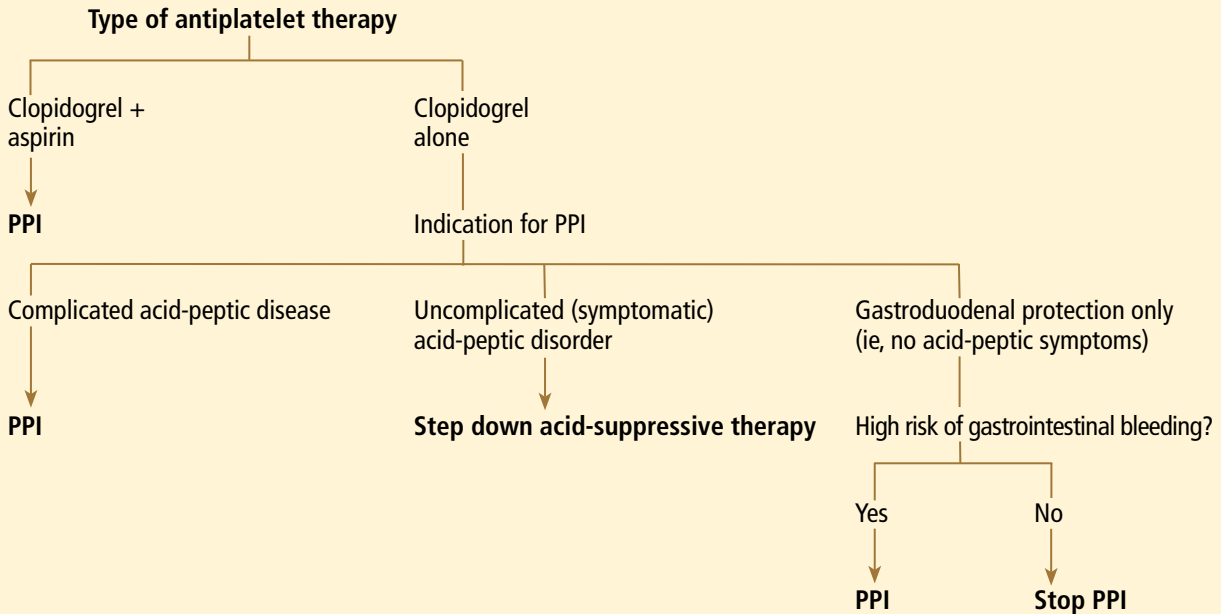 Type of antiplatelet therapy
Clopidogrel +
aspirin
Clopidogrel
alone
PPI
Indication for PPI
Complicated acid-peptic disease
Uncomplicated (symptomatic)
acid-peptic disorder
Gastroduodenal protection only
(ie, no acid-peptic symptoms)
PPI
Step down acid-suppressive therapy
High risk of gastrointestinal bleeding?
Yes
No
PPI
Stop PPI